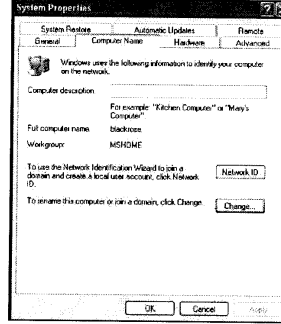 System Properties
System Restore Automatic Updates Remote
General Computer Name Hardware Advanced
Windows uses the following information to identify your computer
on the network.
Computer description:
For example: "Kitchen Computer" or "Mary's
Computer".
Full computer name: blackrose.
Workgroup: MSHOME
To use the Network Identification Wizard to join a
domain and create a local user account, click Network
ID.
Network ID
To rename this computer or join a domain, click Change.
Change...
OK Cancel Apply